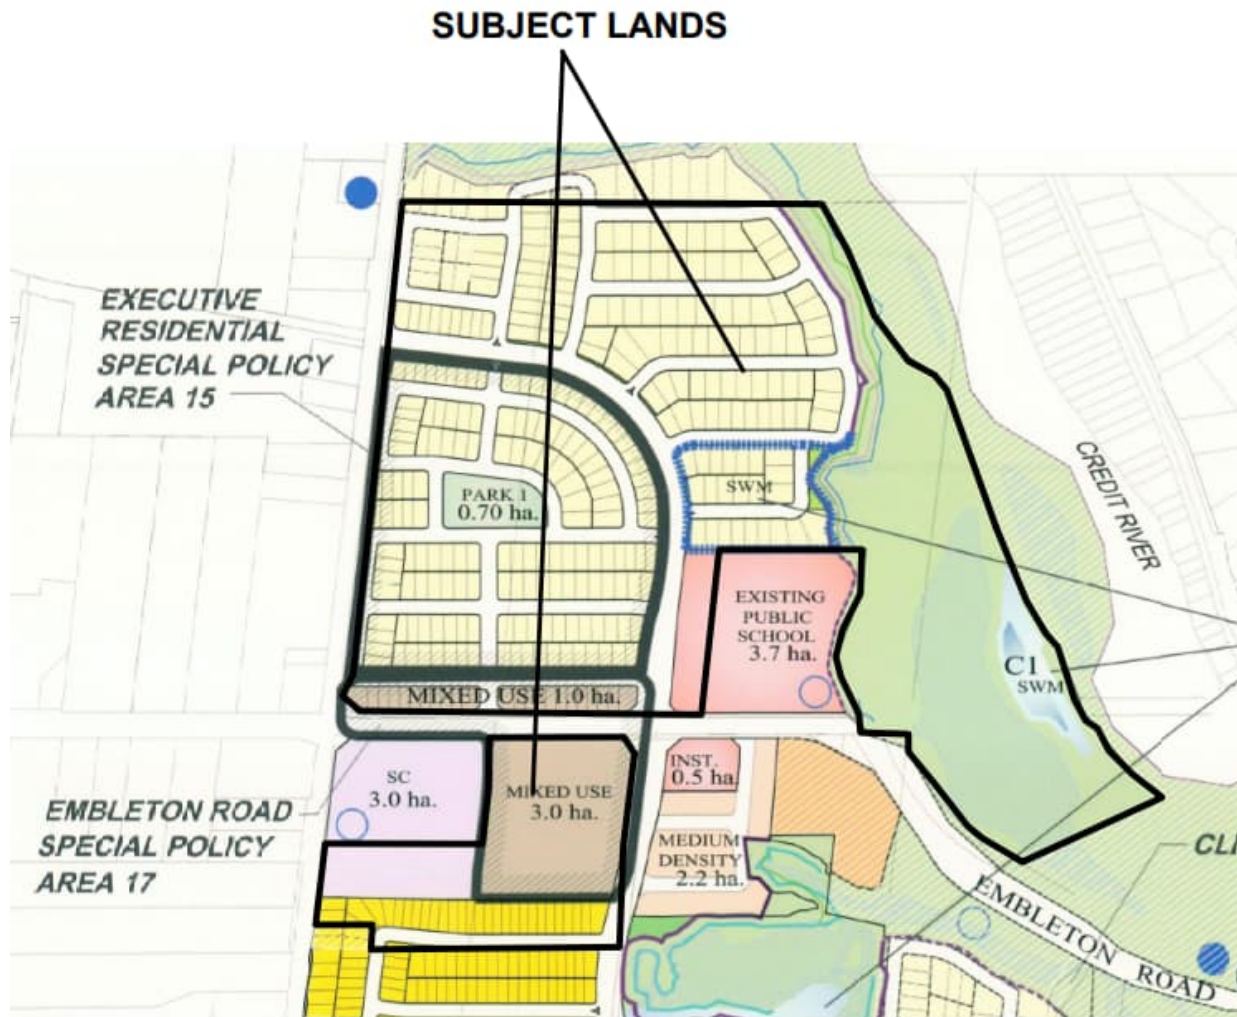 SUBJECT LANDS
EXECUTIVE
RESIDENTIAL
SPECIAL POLICY
AREA 15
PARK 1
0.70 ha.
SWM
CREDIT RIVER
EXISTING
PUBLIC
SCHOOL
3.7 ha.
C1
SWM
MIXED USE 1.0 ha.
SC
3.0 ha.
MIXED USE
3.0 ha.
INST.
0.5 ha.
EMBLETON ROAD
SPECIAL POLICY
AREA 17
MEDIUM
DENSITY
2.2 ha.
CLI
EMBLETON ROAD